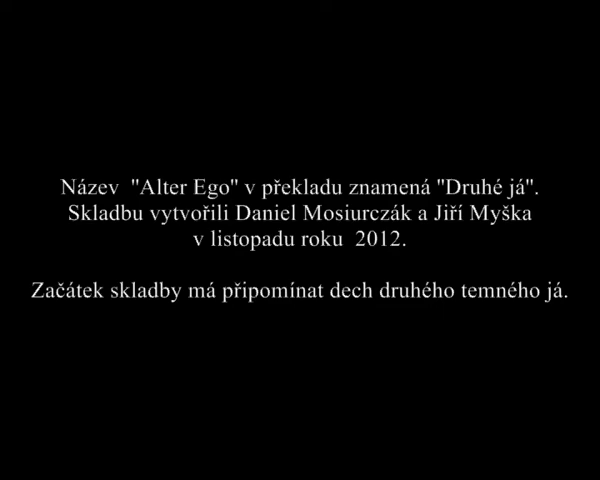 Název  "Alter Ego" v překladu znamená "Druhé já".
Skladbu vytvořili Daniel Mosiurczák a Jiří Myška
v listopadu roku  2012.
Začátek skladby má připomínat dech druhého temného já.